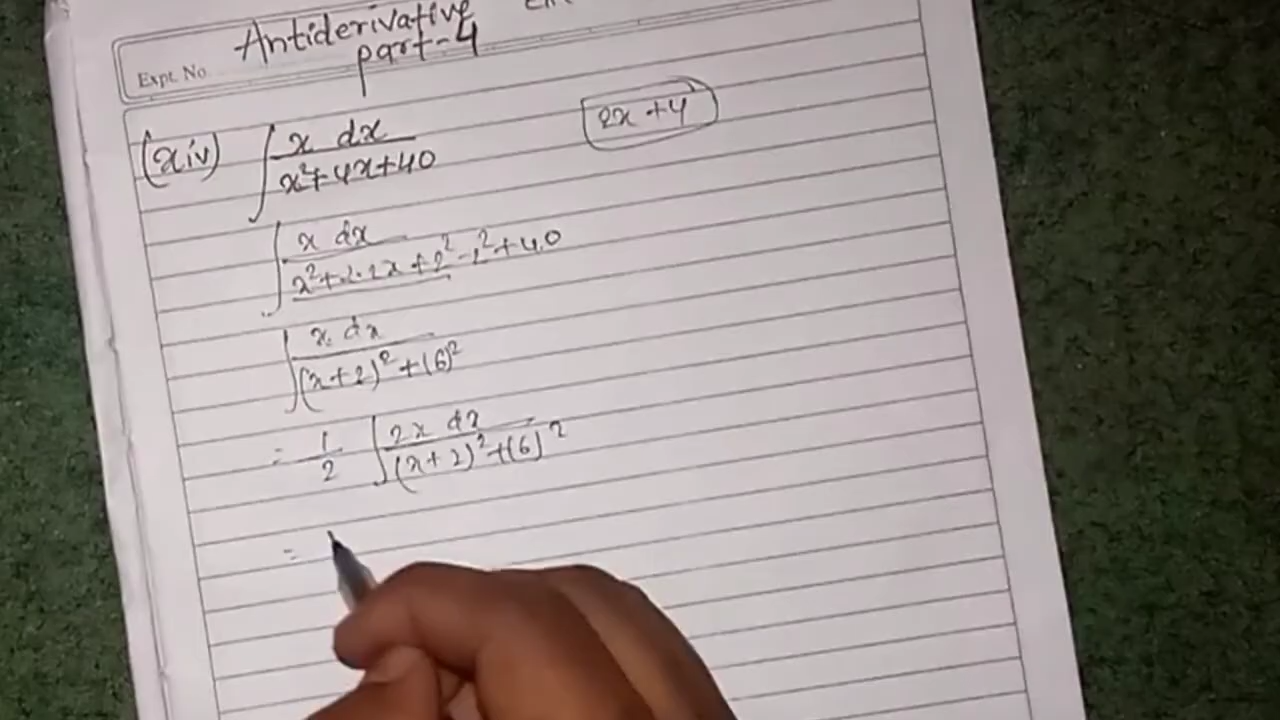 Antiderivative
Expt. No. part-4
(xiv) ∫ x dx / x²+4x+40
2x + 4
∫ x dx / x²+2·2x+2²-2²+40
∫ x dx / (x+2)²+(6)²
= 1/2 ∫ 2x dx / (x+2)²+(6)²
=